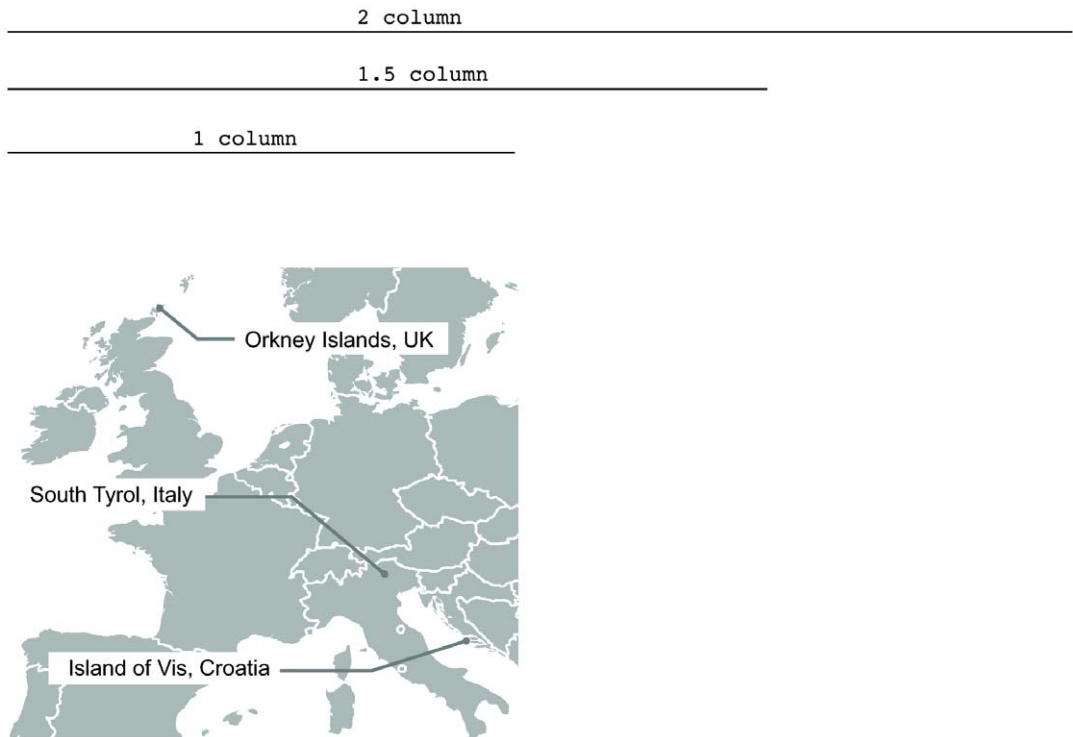 2 column
1.5 column
1 column
Orkney Islands, UK
South Tyrol, Italy
Island of Vis, Croatia